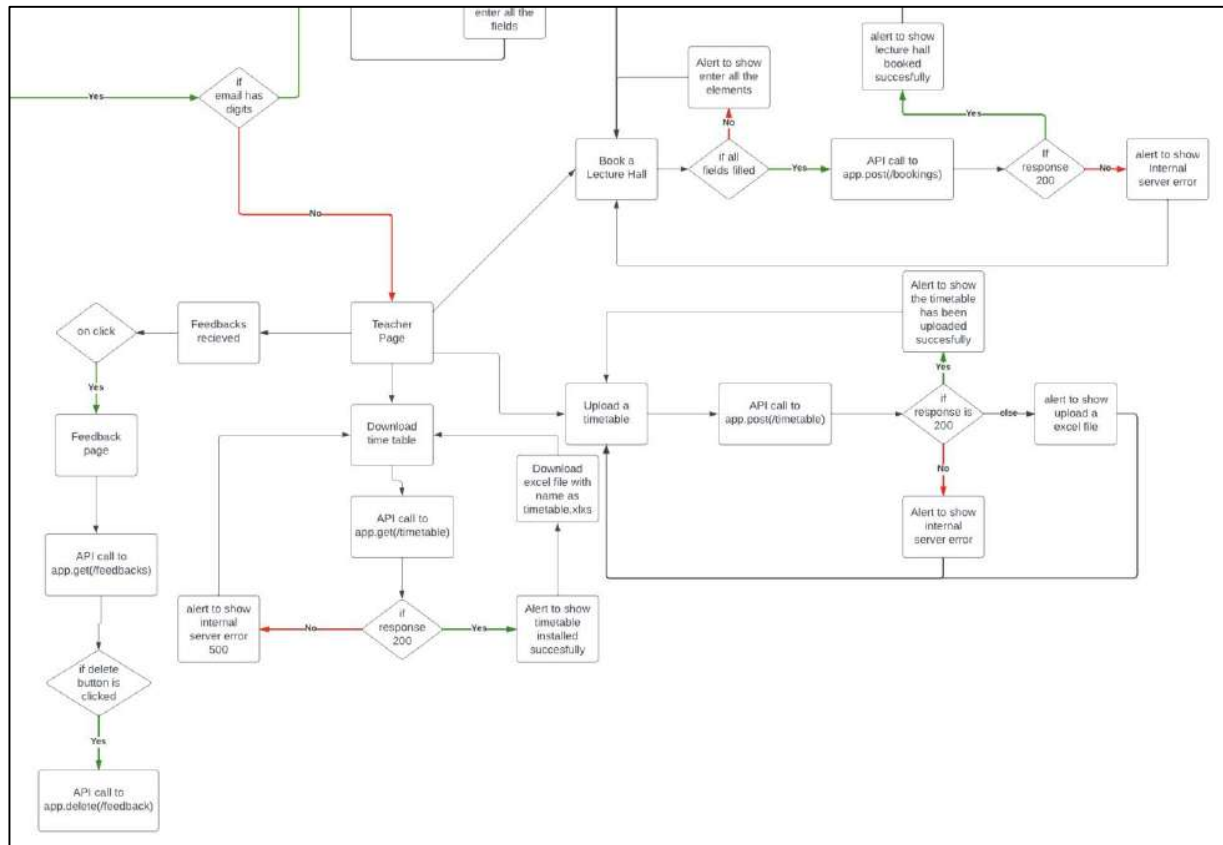 enter all the
fields
Yes
if
email has
digits
No
Alert to show
enter all the
elements
No
Book a
Lecture Hall
if all
fields filled
Yes
API call to
app.post(/bookings)
alert to show
lecture hall
booked
succesfully
Yes
If
response
200
No
alert to show
Internal
server error
on click
Yes
Feedbacks
recieved
Teacher
Page
Feedback
page
API call to
app.get(/feedbacks)
if delete
button is
clicked
Yes
API call to
app.delete(/feedback)
Download
time table
API call to
app.get(/timetable)
if
response
200
No
alert to show
internal
server error
500
Yes
Alert to show
timetable
installed
succesfully
Download
excel file with
name as
timetable.xlxs
Upload a
timetable
API call to
app.post(/timetable)
Alert to show
the timetable
has been
uploaded
succesfully
Yes
if
response is
200
else
alert to show
upload a
excel file
No
Alert to show
internal
server error